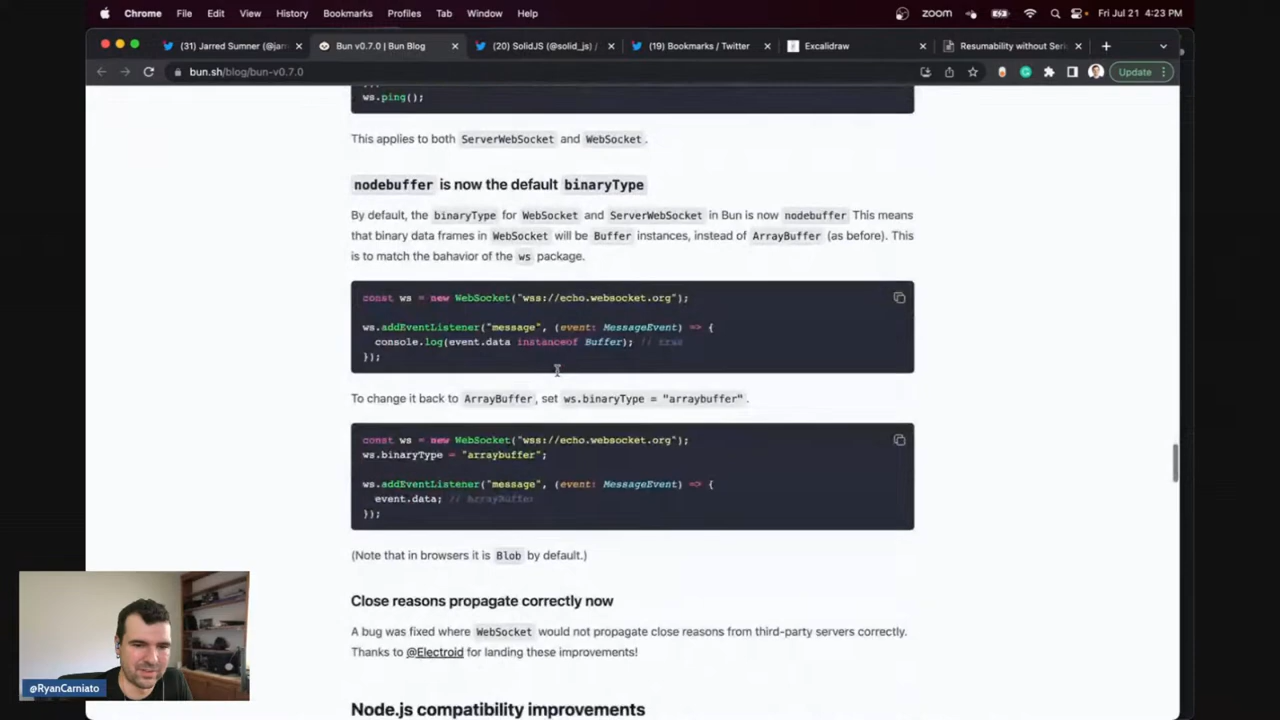 Chrome File Edit View History Bookmarks Profiles Tab Window Help zoom Fri Jul 21 4:23 PM
(31) Jarred Sumner (@jar Bun v0.7.0 | Bun Blog (20) SolidJS (@solid_js) / (19) Bookmarks / Twitter Excalidraw Resumability without Seri
bun.sh/blog/bun-v0.7.0 Update
ws.ping();
This applies to both ServerWebSocket and WebSocket.
nodebuffer is now the default binaryType
By default, the binaryType for WebSocket and ServerWebSocket in Bun is now nodebuffer This means
that binary data frames in WebSocket will be Buffer instances, instead of ArrayBuffer (as before). This
is to match the bahavior of the ws package.
const ws = new WebSocket("wss://echo.websocket.org");
ws.addEventListener("message", (event: MessageEvent) => {
console.log(event.data instanceof Buffer); // true
});
To change it back to ArrayBuffer, set ws.binaryType = "arraybuffer".
const ws = new WebSocket("wss://echo.websocket.org");
ws.binaryType = "arraybuffer";
ws.addEventListener("message", (event: MessageEvent) => {
event.data; // ArrayBuffer
});
(Note that in browsers it is Blob by default.)
Close reasons propagate correctly now
A bug was fixed where WebSocket would not propagate close reasons from third-party servers correctly.
Thanks to @Electroid for landing these improvements!
Node.js compatibility improvements
@RyanCarniato